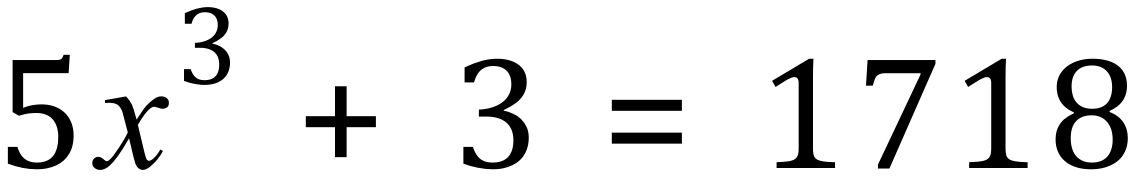 5x³ + 3 = 1718